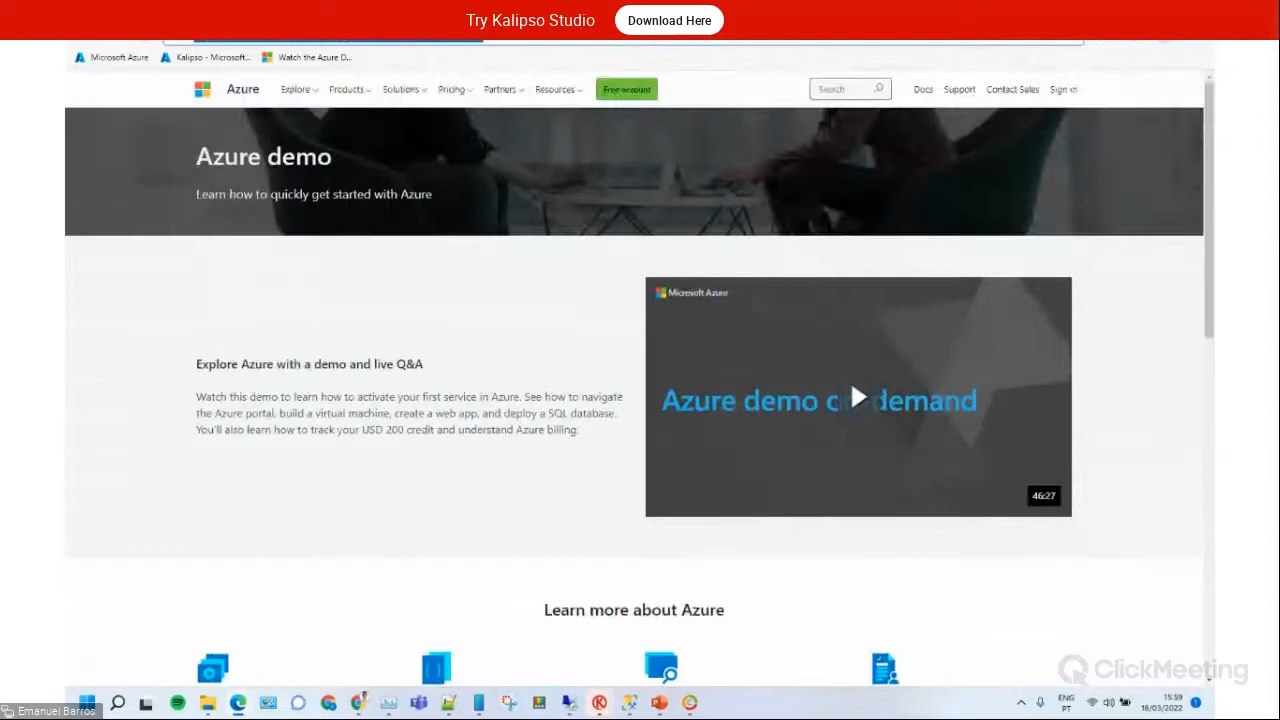 Try Kalipso Studio Download Here
Microsoft Azure Kalipso - Microsoft... Watch the Azure D...
Azure Explore Products Solutions Pricing Partners Resources Free account Search Docs Support Contact Sales Sign in
Azure demo
Learn how to quickly get started with Azure
Microsoft Azure
Explore Azure with a demo and live Q&A
Watch this demo to learn how to activate your first service in Azure. See how to navigate
the Azure portal, build a virtual machine, create a web app, and deploy a SQL database.
You'll also learn how to track your USD 200 credit and understand Azure billing.
Azure demo demand
46:27
Learn more about Azure
ClickMeeting
Emanuel Barros
ENG
PT
15:59
18/03/2022
1